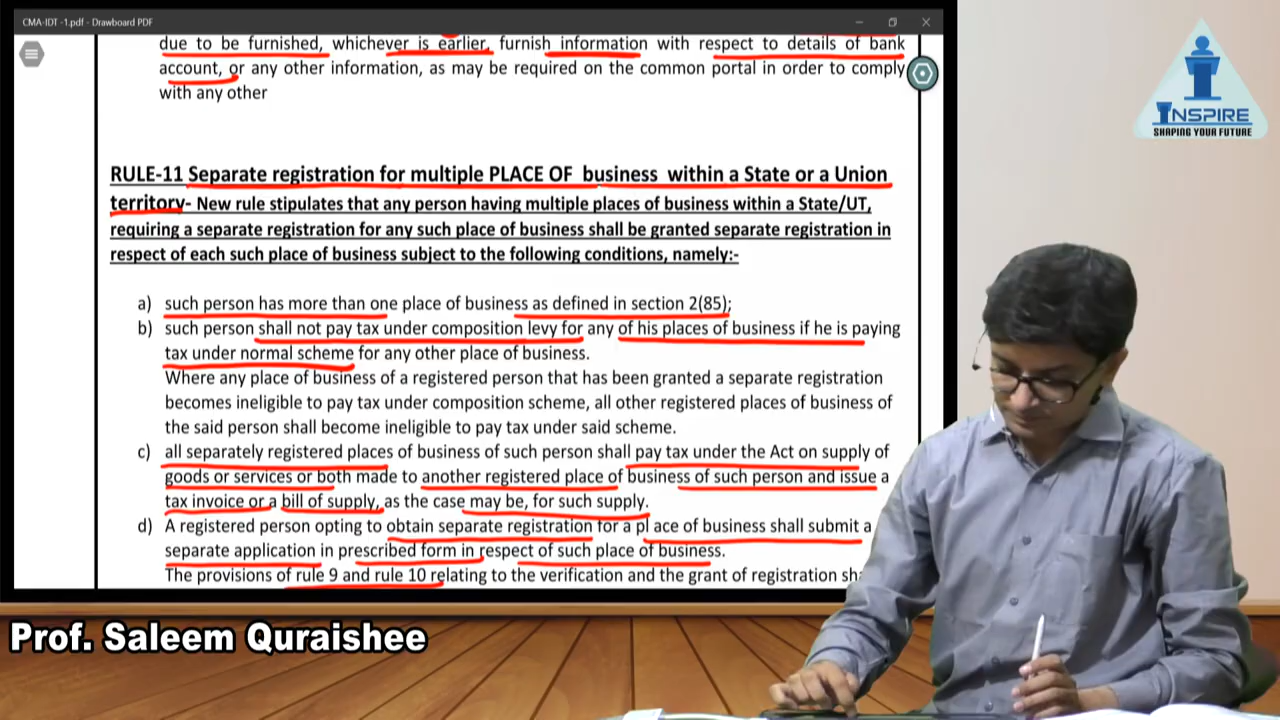 CMA-IDT -1.pdf - Drawboard PDF
due to be furnished, whichever is earlier, furnish information with respect to details of bank
account, or any other information, as may be required on the common portal in order to comply
with any other
INSPIRE
SHAPING YOUR FUTURE
RULE-11 Separate registration for multiple PLACE OF business within a State or a Union
territory- New rule stipulates that any person having multiple places of business within a State/UT,
requiring a separate registration for any such place of business shall be granted separate registration in
respect of each such place of business subject to the following conditions, namely:-
a) such person has more than one place of business as defined in section 2(85);
b) such person shall not pay tax under composition levy for any of his places of business if he is paying
tax under normal scheme for any other place of business.
Where any place of business of a registered person that has been granted a separate registration
becomes ineligible to pay tax under composition scheme, all other registered places of business of
the said person shall become ineligible to pay tax under said scheme.
c) all separately registered places of business of such person shall pay tax under the Act on supply of
goods or services or both made to another registered place of business of such person and issue a
tax invoice or a bill of supply, as the case may be, for such supply.
d) A registered person opting to obtain separate registration for a pl ace of business shall submit a
separate application in prescribed form in respect of such place of business.
The provisions of rule 9 and rule 10 relating to the verification and the grant of registration
Prof. Saleem Quraishee